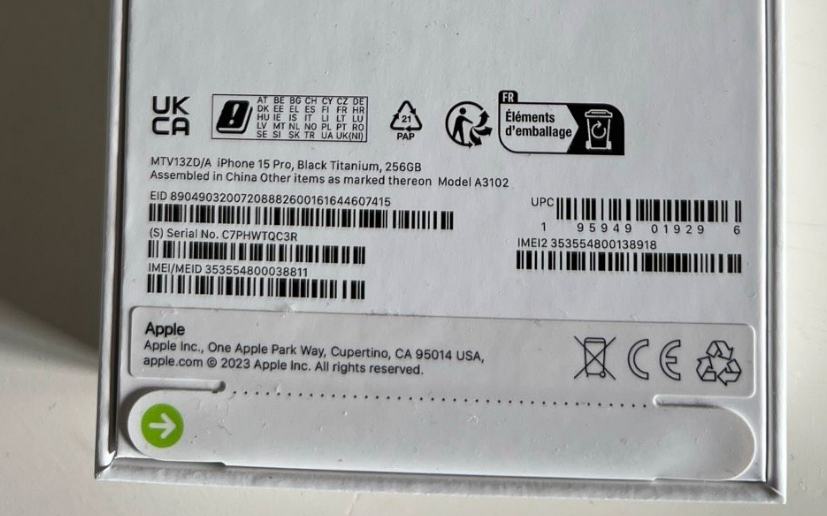 UK
CA
AT BE BG CH CY CZ DE
DK EE EL ES FI FR HR
HU IE IS IT LI LT LU
LV MT NL NO PL PT RO
SE SI SK TR UA UK(NI)
21
PAP
FR
Éléments
d'emballage
MTV13ZD/A iPhone 15 Pro, Black Titanium, 256GB
Assembled in China Other items as marked thereon Model A3102
EID 89049032007208882600161644607415
UPC
1 95949 01929 6
(S) Serial No. C7PHWTQC3R
IMEI2 353554800138918
IMEI/MEID 353554800038811
Apple
Apple Inc., One Apple Park Way, Cupertino, CA 95014 USA,
apple.com © 2023 Apple Inc. All rights reserved.
CE